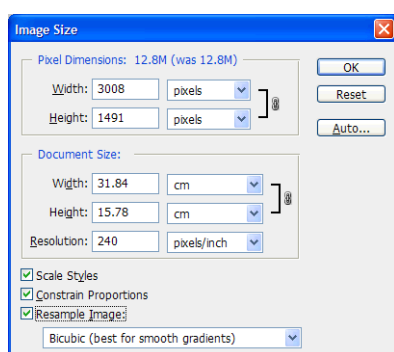 Image Size
Pixel Dimensions: 12.8M (was 12.8M)
Width: 3008 pixels
Height: 1491 pixels
OK
Reset
Auto...
Document Size:
Width: 31.84 cm
Height: 15.78 cm
Resolution: 240 pixels/inch
Scale Styles
Constrain Proportions
Resample Image:
Bicubic (best for smooth gradients)